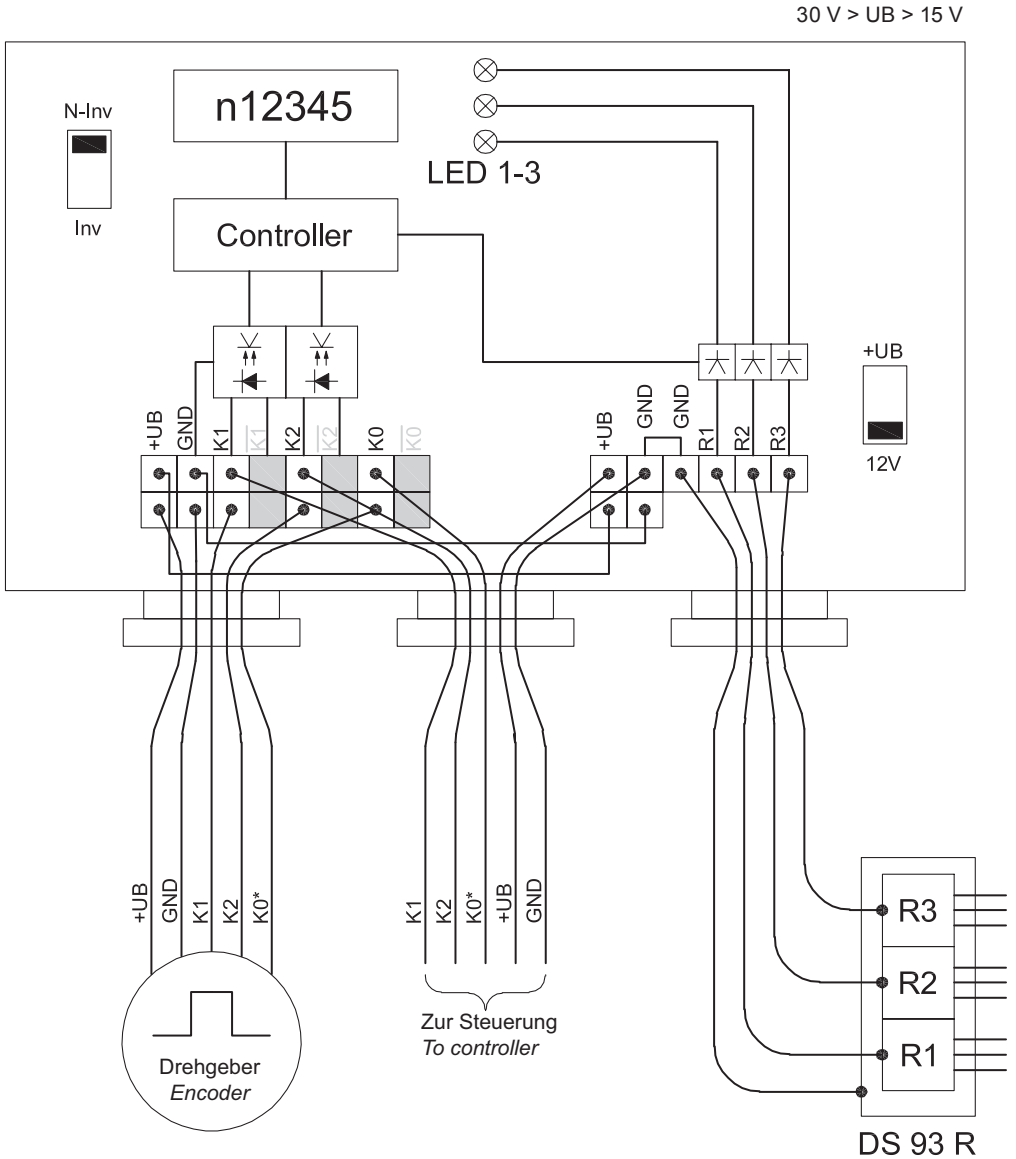 30 V > UB > 15 V
n12345
N-Inv
Inv
LED 1-3
Controller
+UB
12V
+UB
GND
K1
K1
K2
K2
K0
K0
+UB
GND
GND
R1
R2
R3
+UB
GND
K1
K2
K0*
K1
K2
K0*
+UB
GND
Drehgeber
Encoder
Zur Steuerung
To controller
R3
R2
R1
DS 93 R